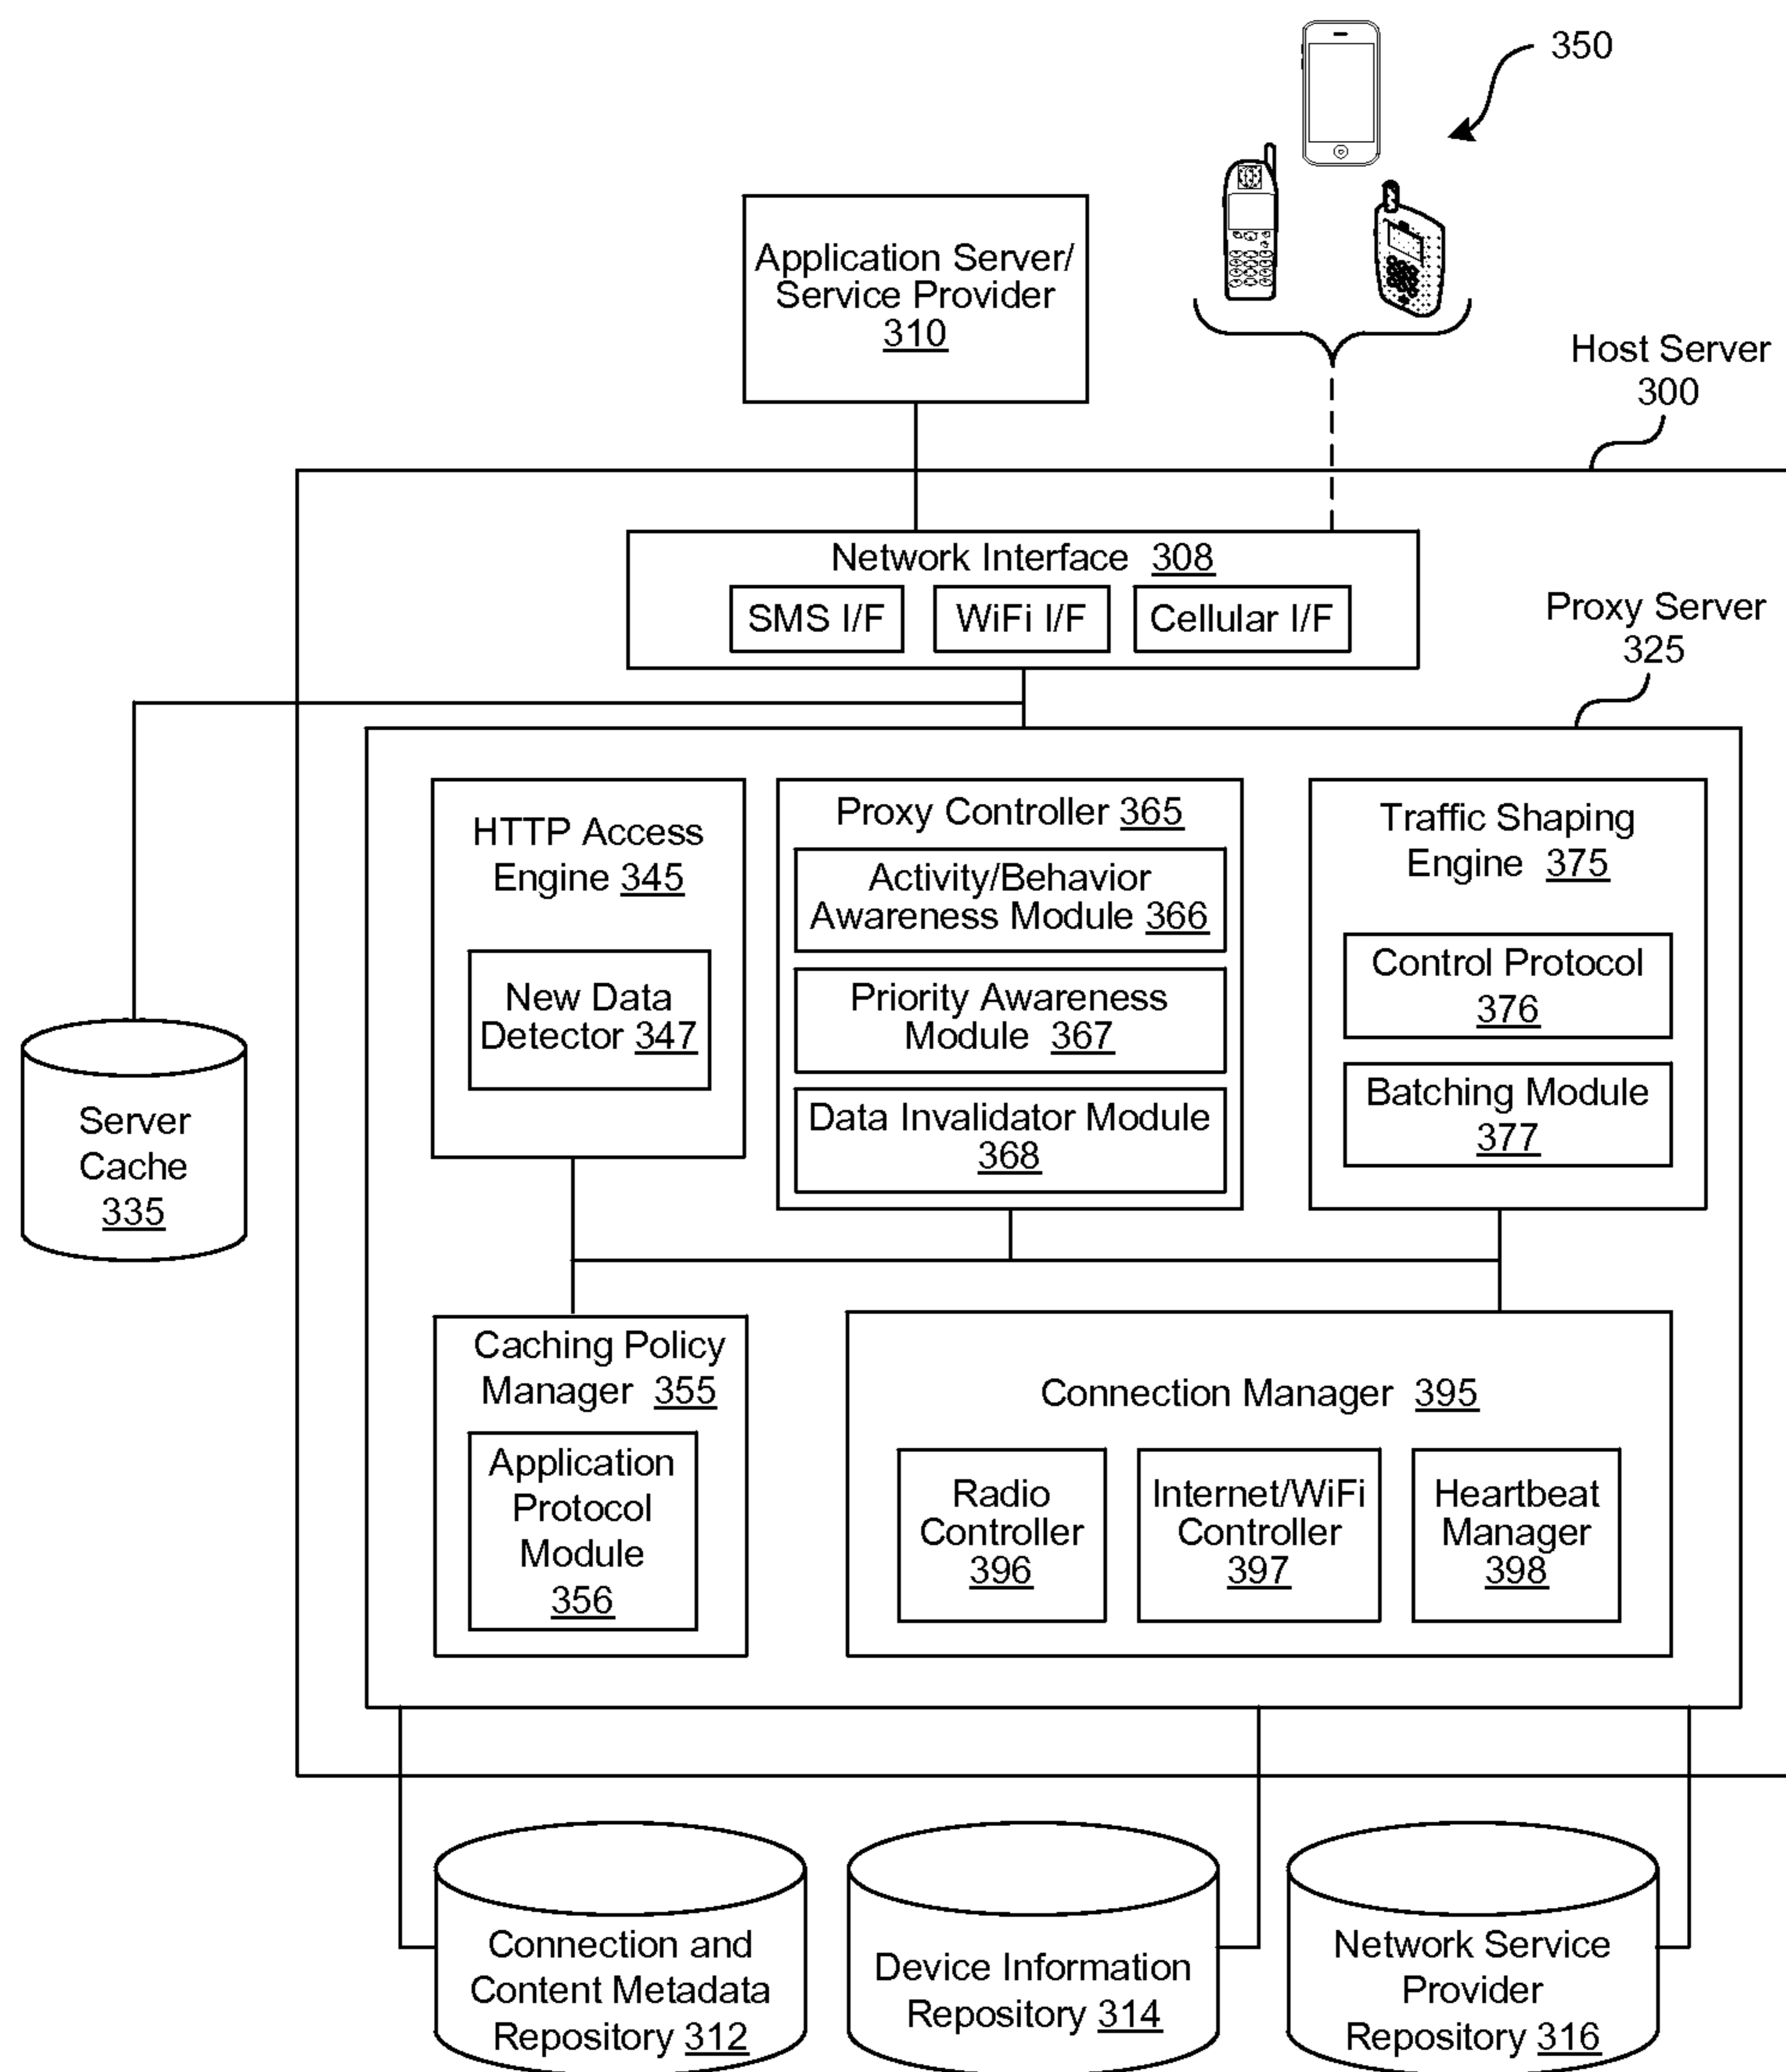 350
Application Server/
Service Provider
310
Host Server
300
Network Interface 308
SMS I/F
WiFi I/F
Cellular I/F
Proxy Server
325
HTTP Access
Engine 345
New Data
Detector 347
Proxy Controller 365
Activity/Behavior
Awareness Module 366
Priority Awareness
Module 367
Data Invalidator Module
368
Traffic Shaping
Engine 375
Control Protocol
376
Batching Module
377
Server
Cache
335
Caching Policy
Manager 355
Application
Protocol
Module
356
Connection Manager 395
Radio
Controller
396
Internet/WiFi
Controller
397
Heartbeat
Manager
398
Connection and
Content Metadata
Repository 312
Device Information
Repository 314
Network Service
Provider
Repository 316